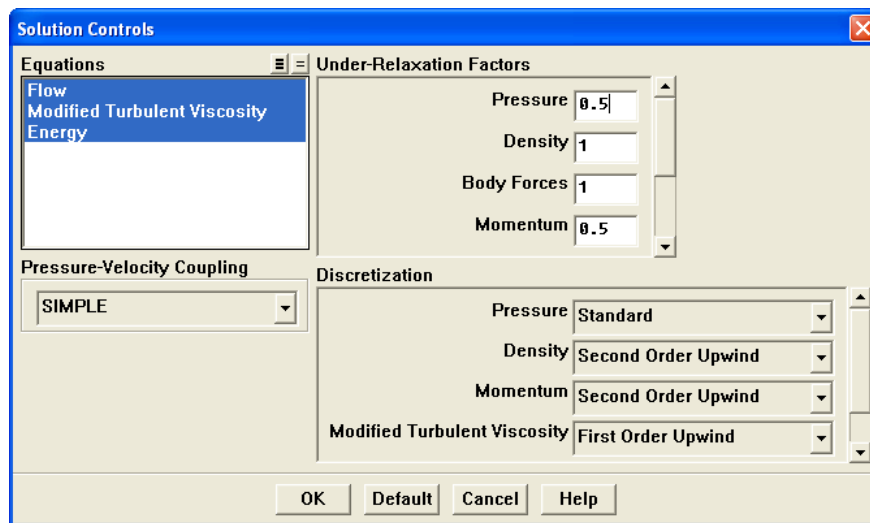 Solution Controls
Equations
Flow
Modified Turbulent Viscosity
Energy
Under-Relaxation Factors
Pressure 0.5
Density 1
Body Forces 1
Momentum 0.5
Pressure-Velocity Coupling
SIMPLE
Discretization
Pressure Standard
Density Second Order Upwind
Momentum Second Order Upwind
Modified Turbulent Viscosity First Order Upwind
OK Default Cancel Help